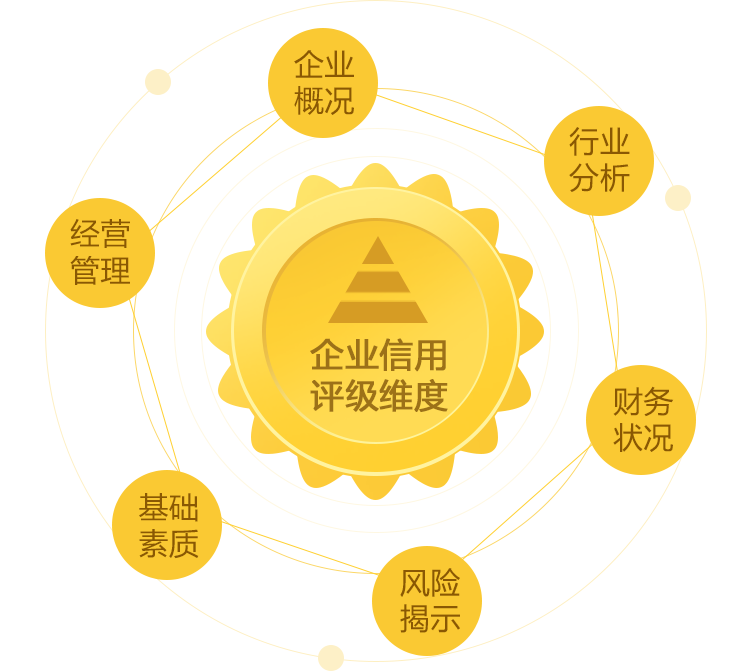 企业
概况
行业
分析
经营
管理
企业信用
评级维度
财务
状况
基础
素质
风险
揭示